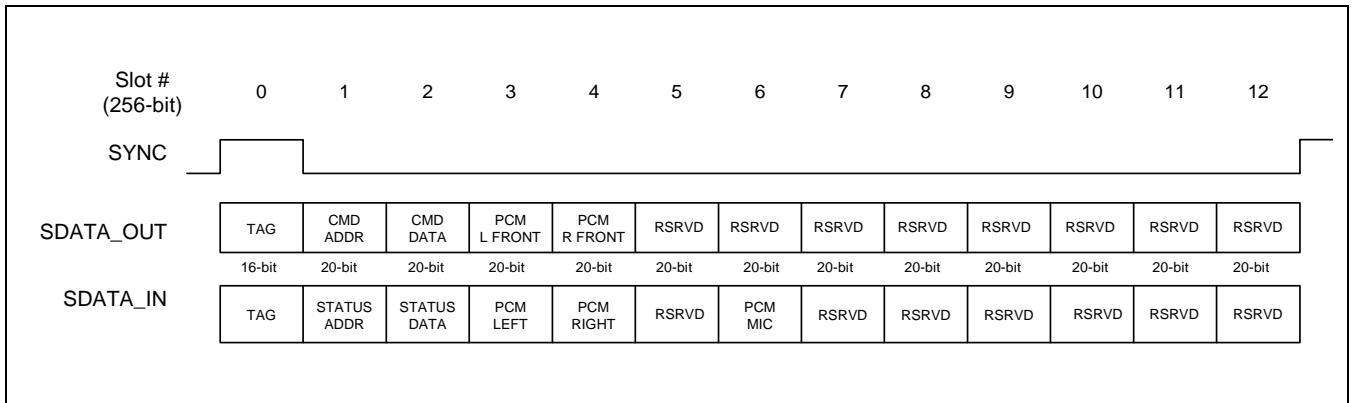 Slot #
(256-bit)
0 1 2 3 4 5 6 7 8 9 10 11 12
SYNC
SDATA_OUT
TAG CMD ADDR CMD DATA PCM L FRONT PCM R FRONT RSRVD RSRVD RSRVD RSRVD RSRVD RSRVD RSRVD RSRVD
16-bit 20-bit 20-bit 20-bit 20-bit 20-bit 20-bit 20-bit 20-bit 20-bit 20-bit 20-bit 20-bit
SDATA_IN
TAG STATUS ADDR STATUS DATA PCM LEFT PCM RIGHT RSRVD PCM MIC RSRVD RSRVD RSRVD RSRVD RSRVD RSRVD